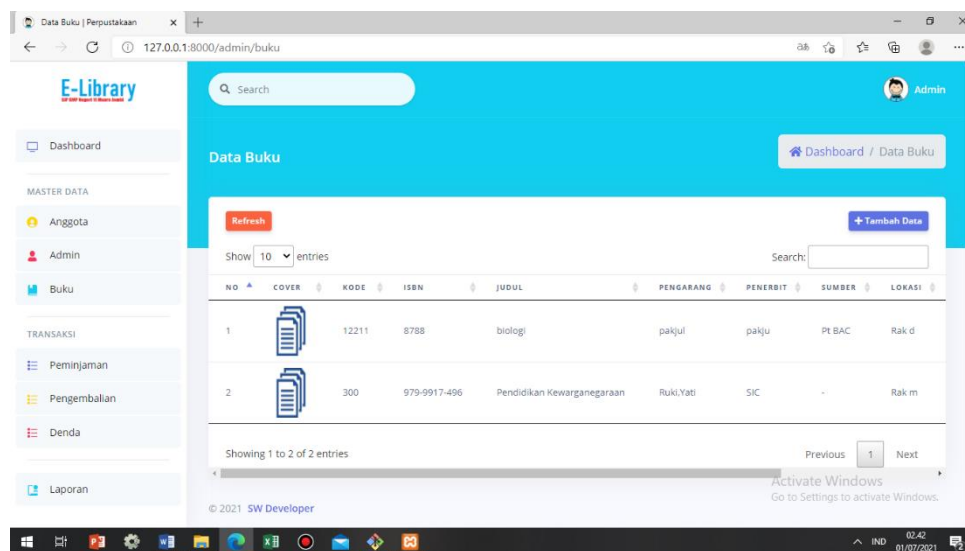 Data Buku | Perpustakaan
127.0.0.1:8000/admin/buku
E-Library
Search
Admin
Dashboard
Data Buku
Dashboard / Data Buku
MASTER DATA
Anggota
Admin
Buku
TRANSAKSI
Peminjaman
Pengembalian
Denda
Laporan
Refresh
+ Tambah Data
Show 10 entries
Search:
NO COVER KODE ISBN JUDUL PENGARANG PENERBIT SUMBER LOKASI
1 12211 8788 biologi pakjul pakju Pt BAC Rak d
2 300 979-9917-496 Pendidikan Kewarganegaraan Ruki,Yati SIC - Rak m
Showing 1 to 2 of 2 entries
Previous 1 Next
Activate Windows
Go to Settings to activate Windows.
© 2021 SW Developer
IND
02.42
01/07/2021